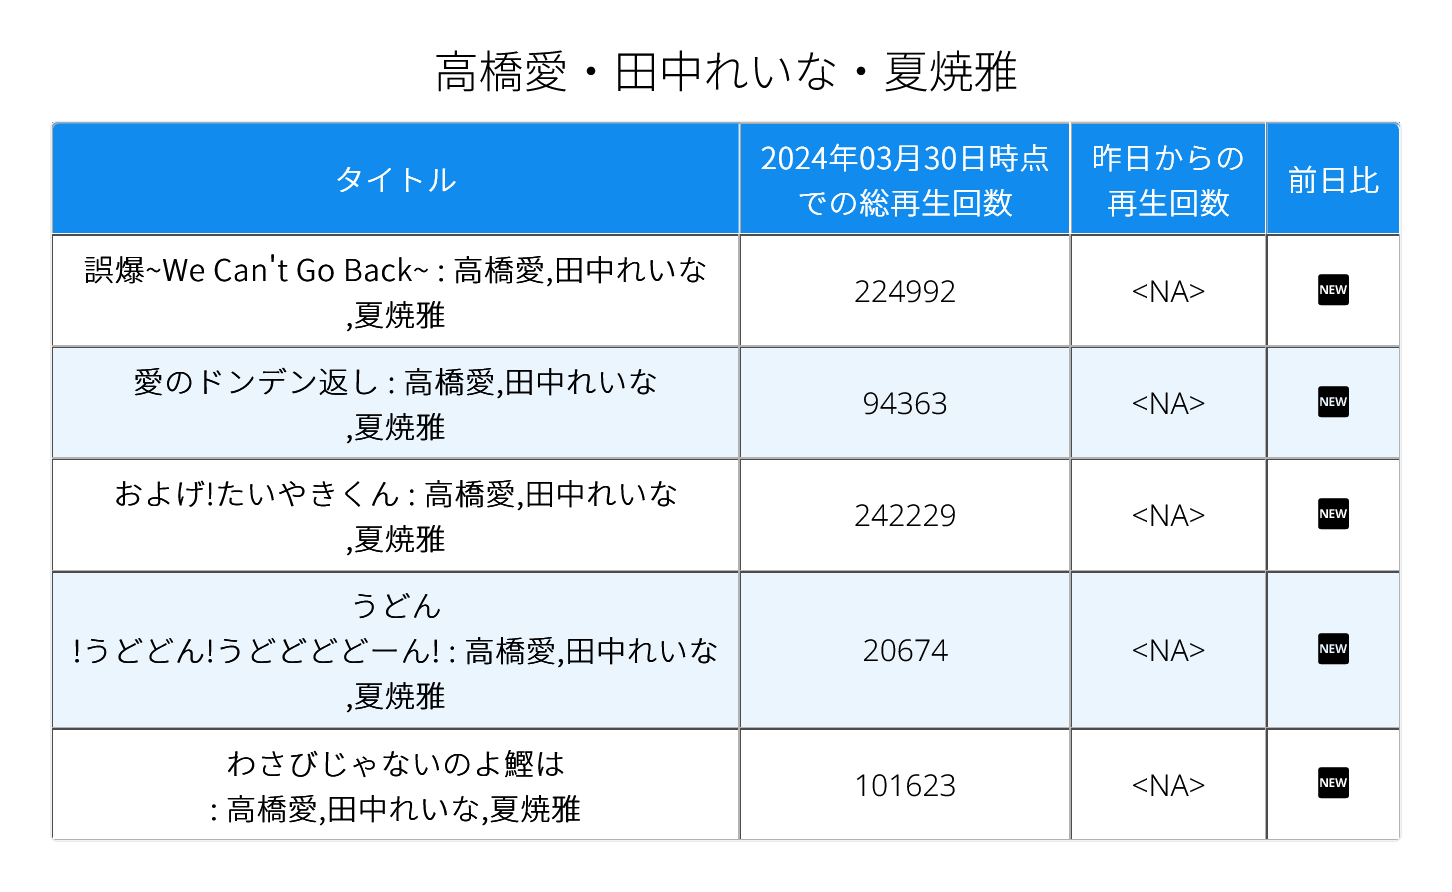 高橋愛・田中れいな・夏焼雅
タイトル
2024年03月30日時点
での総再生回数
昨日からの
再生回数
前日比
誤爆~We Can't Go Back~ : 高橋愛,田中れいな
,夏焼雅
224992
<NA>
NEW
愛のドンデン返し : 高橋愛,田中れいな
,夏焼雅
94363
<NA>
NEW
およげ!たいやきくん : 高橋愛,田中れいな
,夏焼雅
242229
<NA>
NEW
うどん
!うどどん!うどどどどーん! : 高橋愛,田中れいな
,夏焼雅
20674
<NA>
NEW
わさびじゃないのよ鰹は
: 高橋愛,田中れいな,夏焼雅
101623
<NA>
NEW